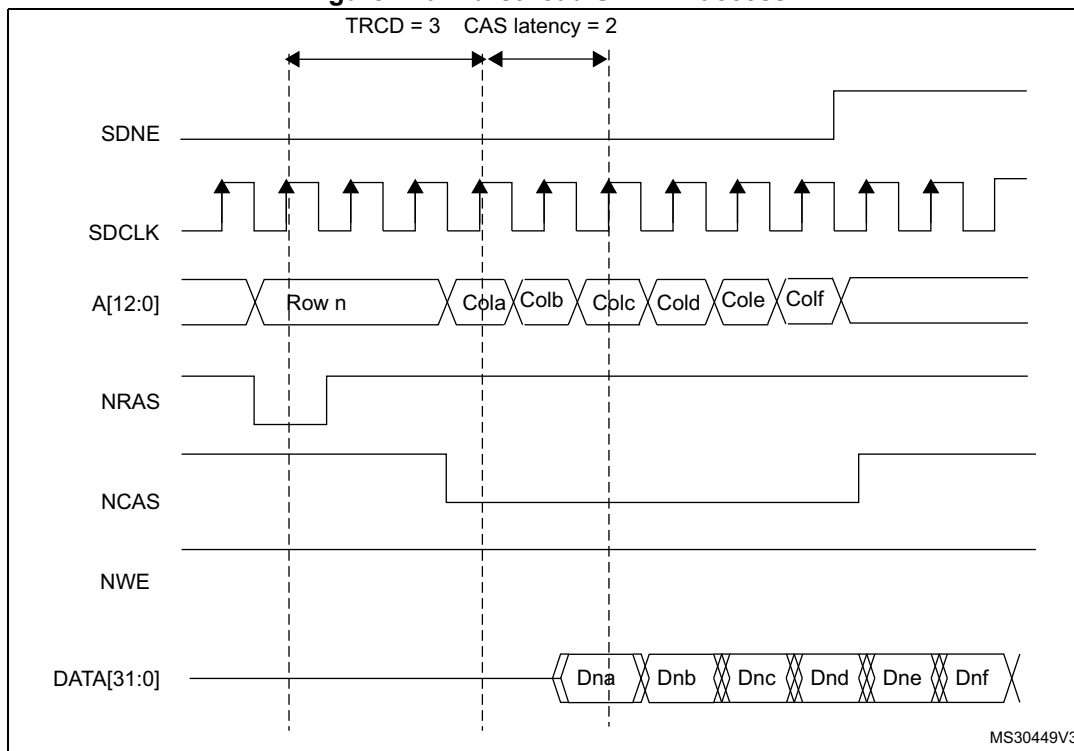 TRCD = 3 CAS latency = 2
SDNE
SDCLK
A[12:0]
Row n Cola Colb Colc Cold Cole Colf
NRAS
NCAS
NWE
DATA[31:0]
Dna Dnb Dnc Dnd Dne Dnf
MS30449V3